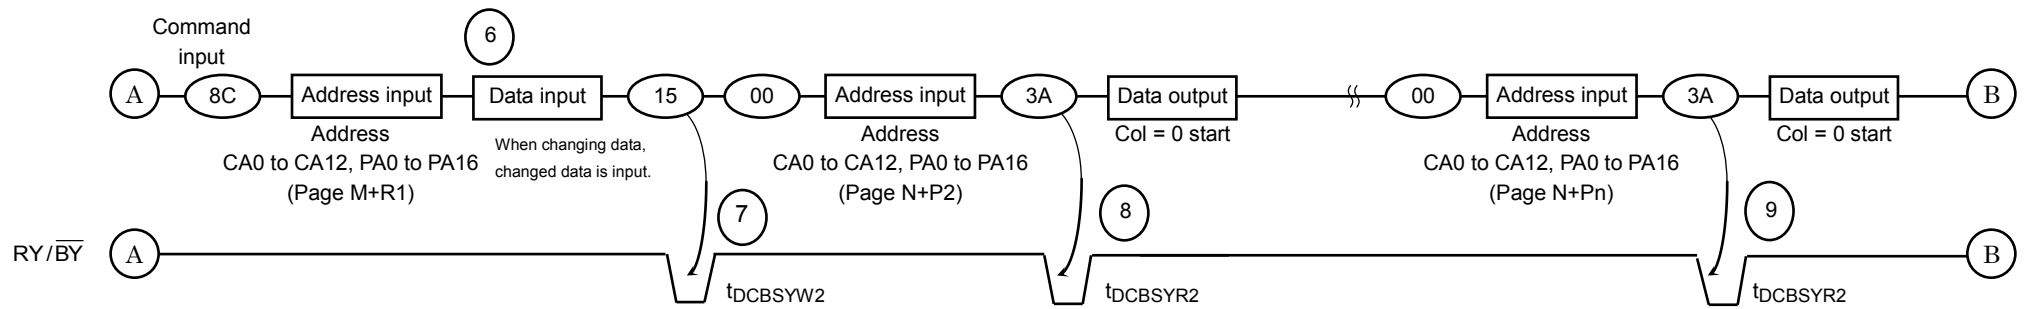 Command
input
6
A 8C Address input Data input 15 00 Address input 3A Data output 00 Address input 3A Data output B
Address
CA0 to CA12, PA0 to PA16
(Page M+R1)
When changing data,
changed data is input.
Address
CA0 to CA12, PA0 to PA16
(Page N+P2)
Col = 0 start
Address
CA0 to CA12, PA0 to PA16
(Page N+Pn)
Col = 0 start
7
8
9
RY/BY A B
tDCBSYW2
tDCBSYR2
tDCBSYR2